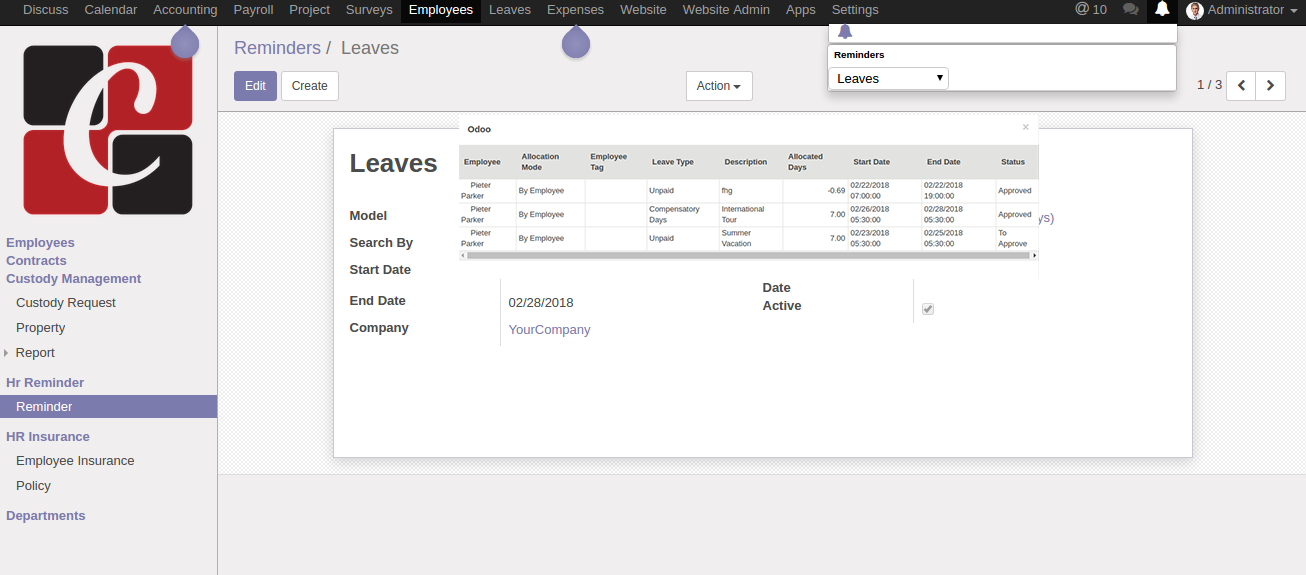 Discuss Calendar Accounting Payroll Project Surveys Employees Leaves Expenses Website Website Admin Apps Settings @ 10 Administrator
Reminders / Leaves
Reminders
Leaves
Edit Create Action 1 / 3
C
Odoo ×
Leaves
Employee Allocation Mode Employee Tag Leave Type Description Allocated Days Start Date End Date Status
Pieter Parker By Employee Unpaid fhg -0.69 02/22/2018 07:00:00 02/22/2018 19:00:00 Approved
Pieter Parker By Employee Compensatory Days International Tour 7.00 02/26/2018 05:30:00 02/28/2018 05:30:00 Approved
Pieter Parker By Employee Unpaid Summer Vacation 7.00 02/23/2018 05:30:00 02/25/2018 05:30:00 To Approve
Model ys)
Search By
Start Date
End Date 02/28/2018 Date
Active
Company YourCompany
Employees
Contracts
Custody Management
Custody Request
Property
Report
Hr Reminder
Reminder
HR Insurance
Employee Insurance
Policy
Departments